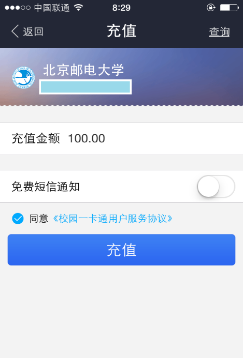 中国联通 8:29
返回 充值 查询
北京邮电大学
充值金额 100.00
免费短信通知
同意《校园一卡通用户服务协议》
充值